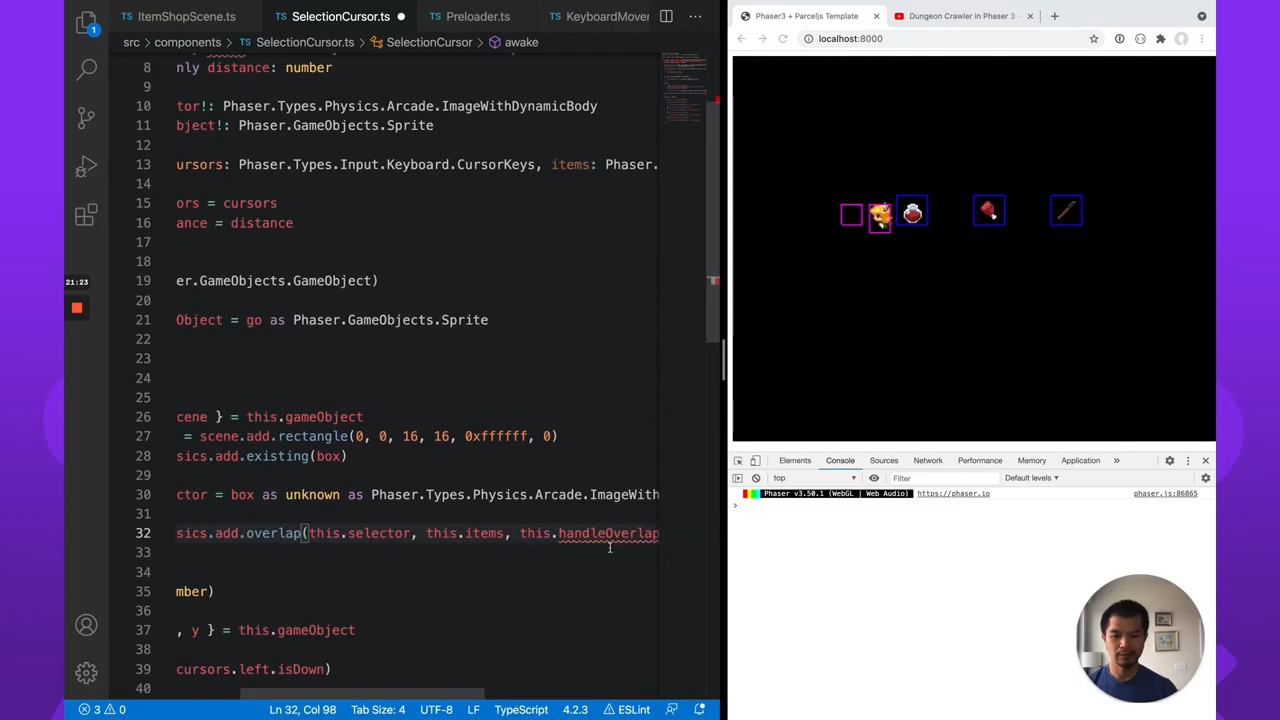 ItemShopScene.ts
SelectionCursor.ts
Preloader.ts
KeyboardMover
src > components > SelectionCursor.ts > SelectionCursor > awake
1
21:23
8 nly distance: number
9
10 tor!: Phaser.Types.Physics.Arcade.ImageWithDynamicBody
11 bject!: Phaser.GameObjects.Sprite
12
13 ursors: Phaser.Types.Input.Keyboard.CursorKeys, items: Phaser.
14
15 ors = cursors
16 ance = distance
17
18
19 er.GameObjects.GameObject)
20
21 Object = go as Phaser.GameObjects.Sprite
22
23
24
25
26 cene } = this.gameObject
27 = scene.add.rectangle(0, 0, 16, 16, 0xffffff, 0)
28 sics.add.existing(box)
29
30 ctor = box as unknown as Phaser.Types.Physics.Arcade.ImageWith
31
32 sics.add.overlap(this.selector, this.items, this.handleOverlap
33
34
35 mber)
36
37 , y } = this.gameObject
38
39 cursors.left.isDown)
40
3 0
Ln 32, Col 98
Tab Size: 4
UTF-8
LF
TypeScript
4.2.3
ESLint
Phaser3 + Parceljs Template
Dungeon Crawler in Phaser 3 -
localhost:8000
Elements
Console
Sources
Network
Performance
Memory
Application
top
Filter
Default levels
Phaser v3.50.1 (WebGL | Web Audio) https://phaser.io
phaser.js:86865